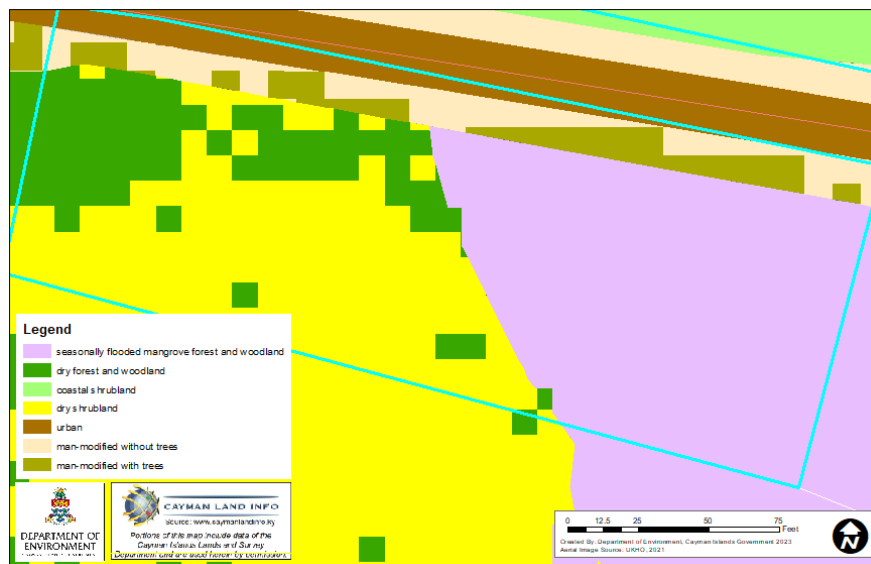 Legend
seasonally flooded mangrove forest and woodland
dry forest and woodland
coastal shrubland
dry shrubland
urban
man-modified without trees
man-modified with trees
DEPARTMENT OF
ENVIRONMENT
CAYMAN LAND INFO
Source: www.caymanlandinfo.ky
Portions of this map include data of the
Cayman Islands Lands and Survey
Department and are used herein by permission.
0 12.5 25 50 75
Feet
Created By: Department of Environment, Cayman Islands Government 2023
Aerial Image Source: UKHO, 2021
N